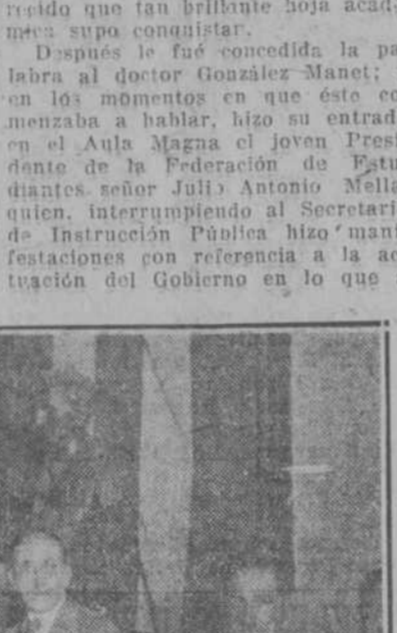 recido que tan brillante hoja acad
mica supo conquistar.
Después le fué concedida la pa
labra al doctor González Manet;
en los momentos en que éste co
menzaba a hablar, hizo su entrad
en el Aula Magna el joven Presi
dente de la Federación de Estu
diantes señor Julio Antonio Mella
quien, interrumpiendo al Secretari
de Instrucción Pública hizo mani
festaciones con referencia a la ac
tuación del Gobierno en lo que